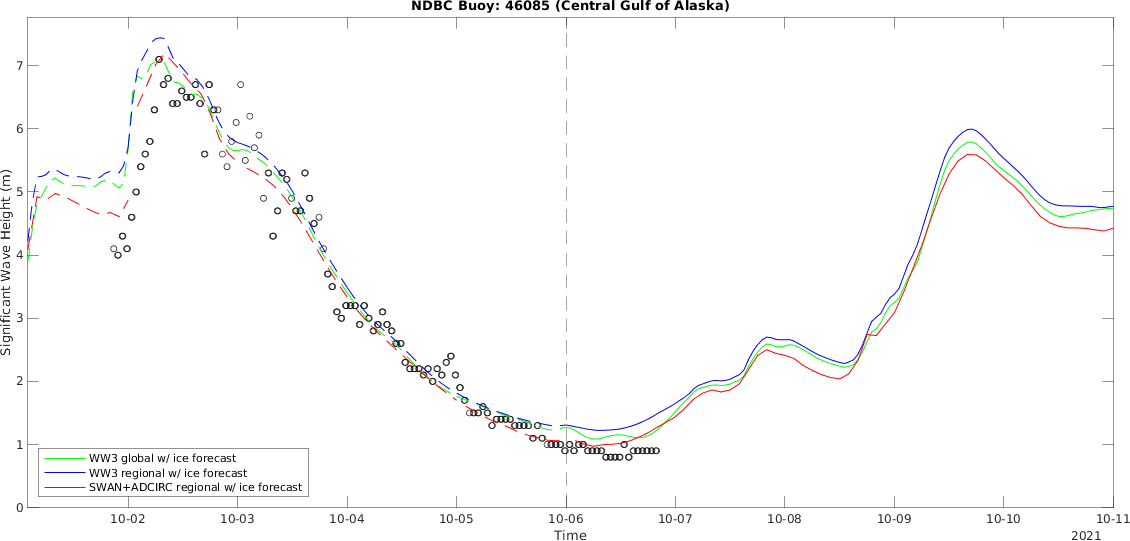 NDBC Buoy: 46085 (Central Gulf of Alaska)
Significant Wave Height (m)
7
6
5
4
3
2
1
0
WW3 global w/ ice forecast
WW3 regional w/ ice forecast
SWAN+ADCIRC regional w/ ice forecast
10-02 10-03 10-04 10-05 10-06 10-07 10-08 10-09 10-10 10-11
Time
2021